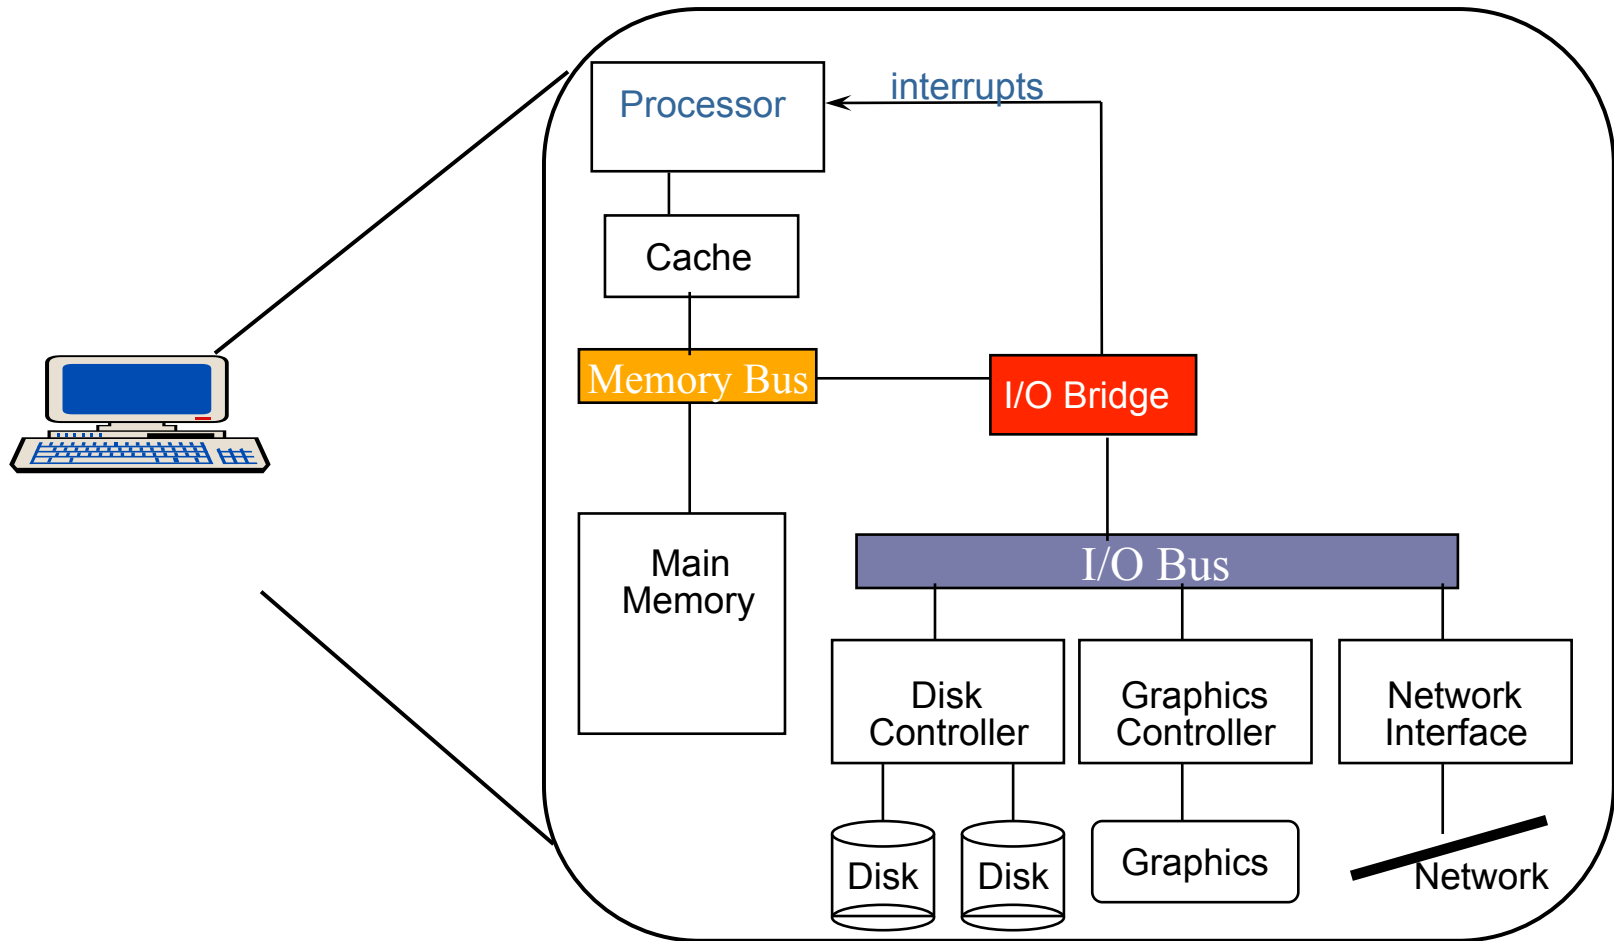 interrupts
Processor
Cache
Memory Bus
I/O Bridge
I/O Bus
Main
Memory
Disk
Controller
Graphics
Controller
Network
Interface
Disk
Disk
Graphics
Network